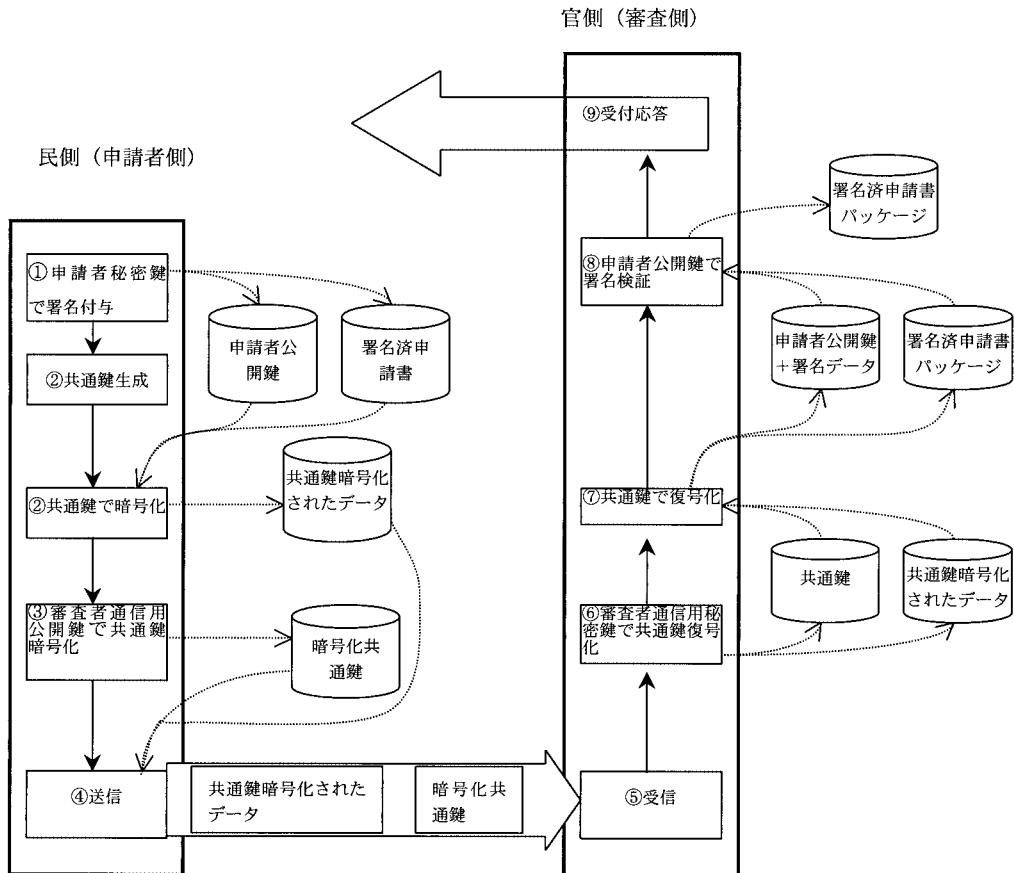 官側（審査側）
⑨受付応答
民側（申請者側）
署名済申請書
パッケージ
①申請者秘密鍵
で署名付与
⑧申請者公開鍵で
署名検証
申請者公
開鍵
署名済申
請書
申請者公開鍵
＋署名データ
署名済申請書
パッケージ
②共通鍵生成
共通鍵暗号化
されたデータ
②共通鍵で暗号化
⑦共通鍵で復号化
共通鍵
共通鍵暗号化
されたデータ
③審査者通信用
公開鍵で共通鍵
暗号化
暗号化共
通鍵
⑥審査者通信用秘
密鍵で共通鍵復号
化
④送信
共通鍵暗号化された
データ
暗号化共
通鍵
⑤受信